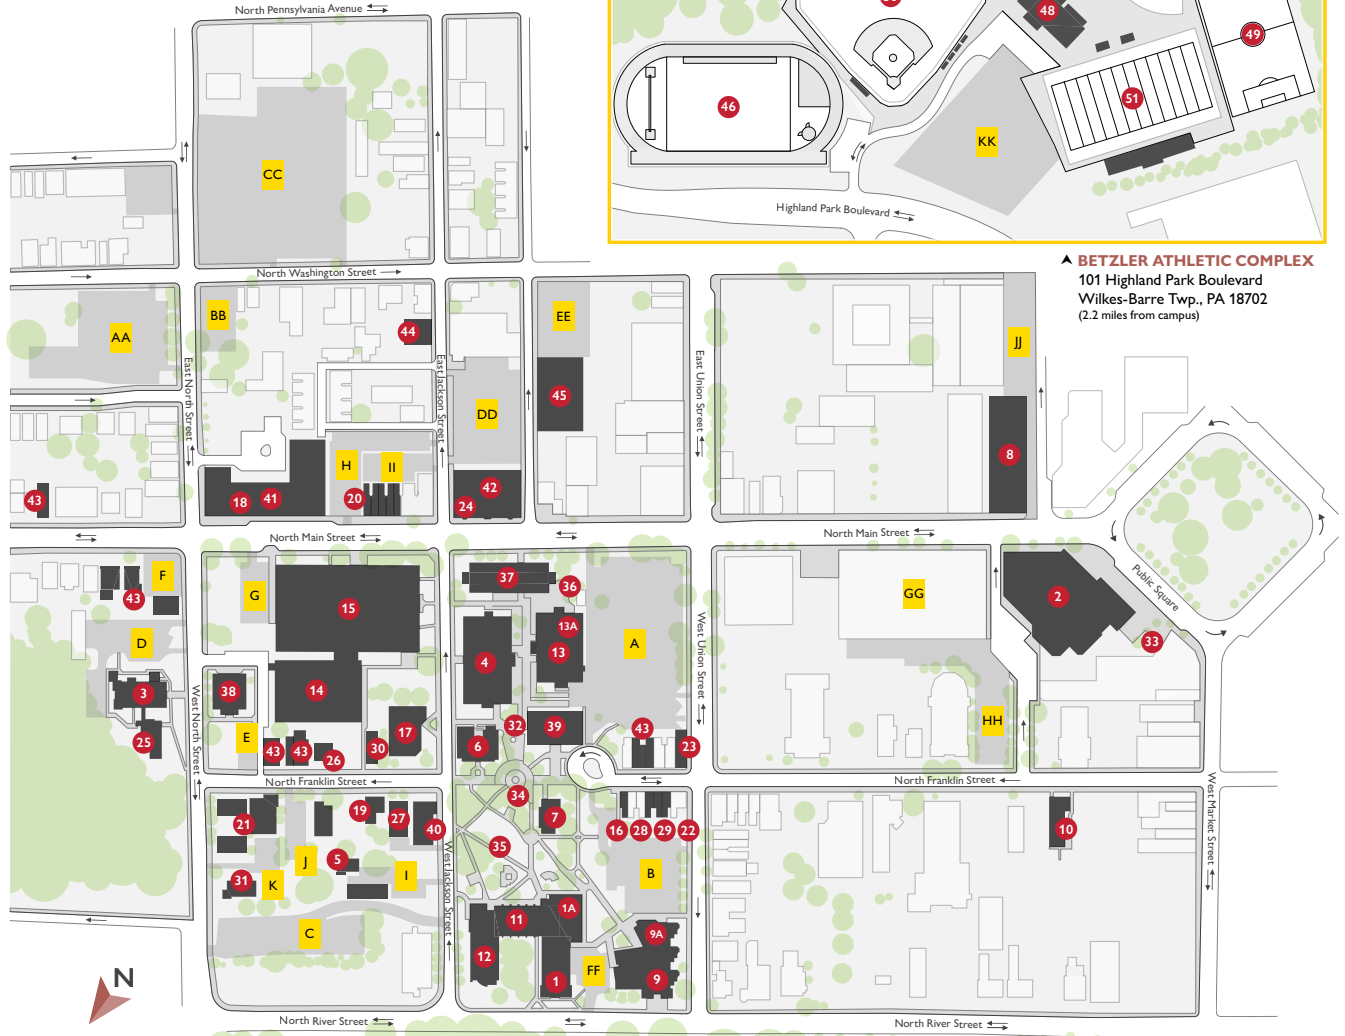 North Pennsylvania Avenue
50
48
49
46
51
KK
CC
Highland Park Boulevard
North Washington Street
BETZLER ATHLETIC COMPLEX
101 Highland Park Boulevard
Wilkes-Barre Twp., PA 18702
(2.2 miles from campus)
BB
EE
AA
44
JJ
East North Street
East Jackson Street
East Union Street
45
DD
8
H
II
42
43
18
41
20
24
North Main Street
North Main Street
Public Square
F
37
36
G
43
15
13A
GG
2
D
4
13
A
33
West Union Street
3
38
14
West North Street
25
E
17
32
39
43
HH
43
43
26
30
6
23
North Franklin Street
North Franklin Street
West Market Street
34
21
19
27
40
7
16
28
29
22
10
West Jackson Street
35
J
5
31
K
I
B
1A
11
C
9A
12
FF
1
9
N
North River Street
North River Street